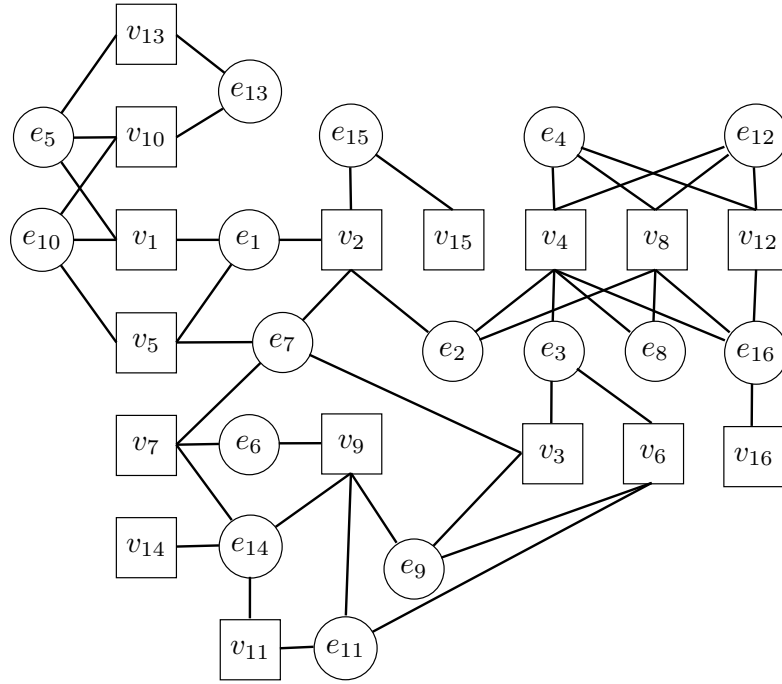 v₁₃
e₁₃
e₅ v₁₀ e₁₅ e₄ e₁₂
e₁₀ v₁ e₁ v₂ v₁₅ v₄ v₈ v₁₂
v₅ e₇ e₂ e₃ e₈ e₁₆
v₇ e₆ v₉ v₃ v₆ v₁₆
v₁₄ e₁₄ e₉
v₁₁ e₁₁